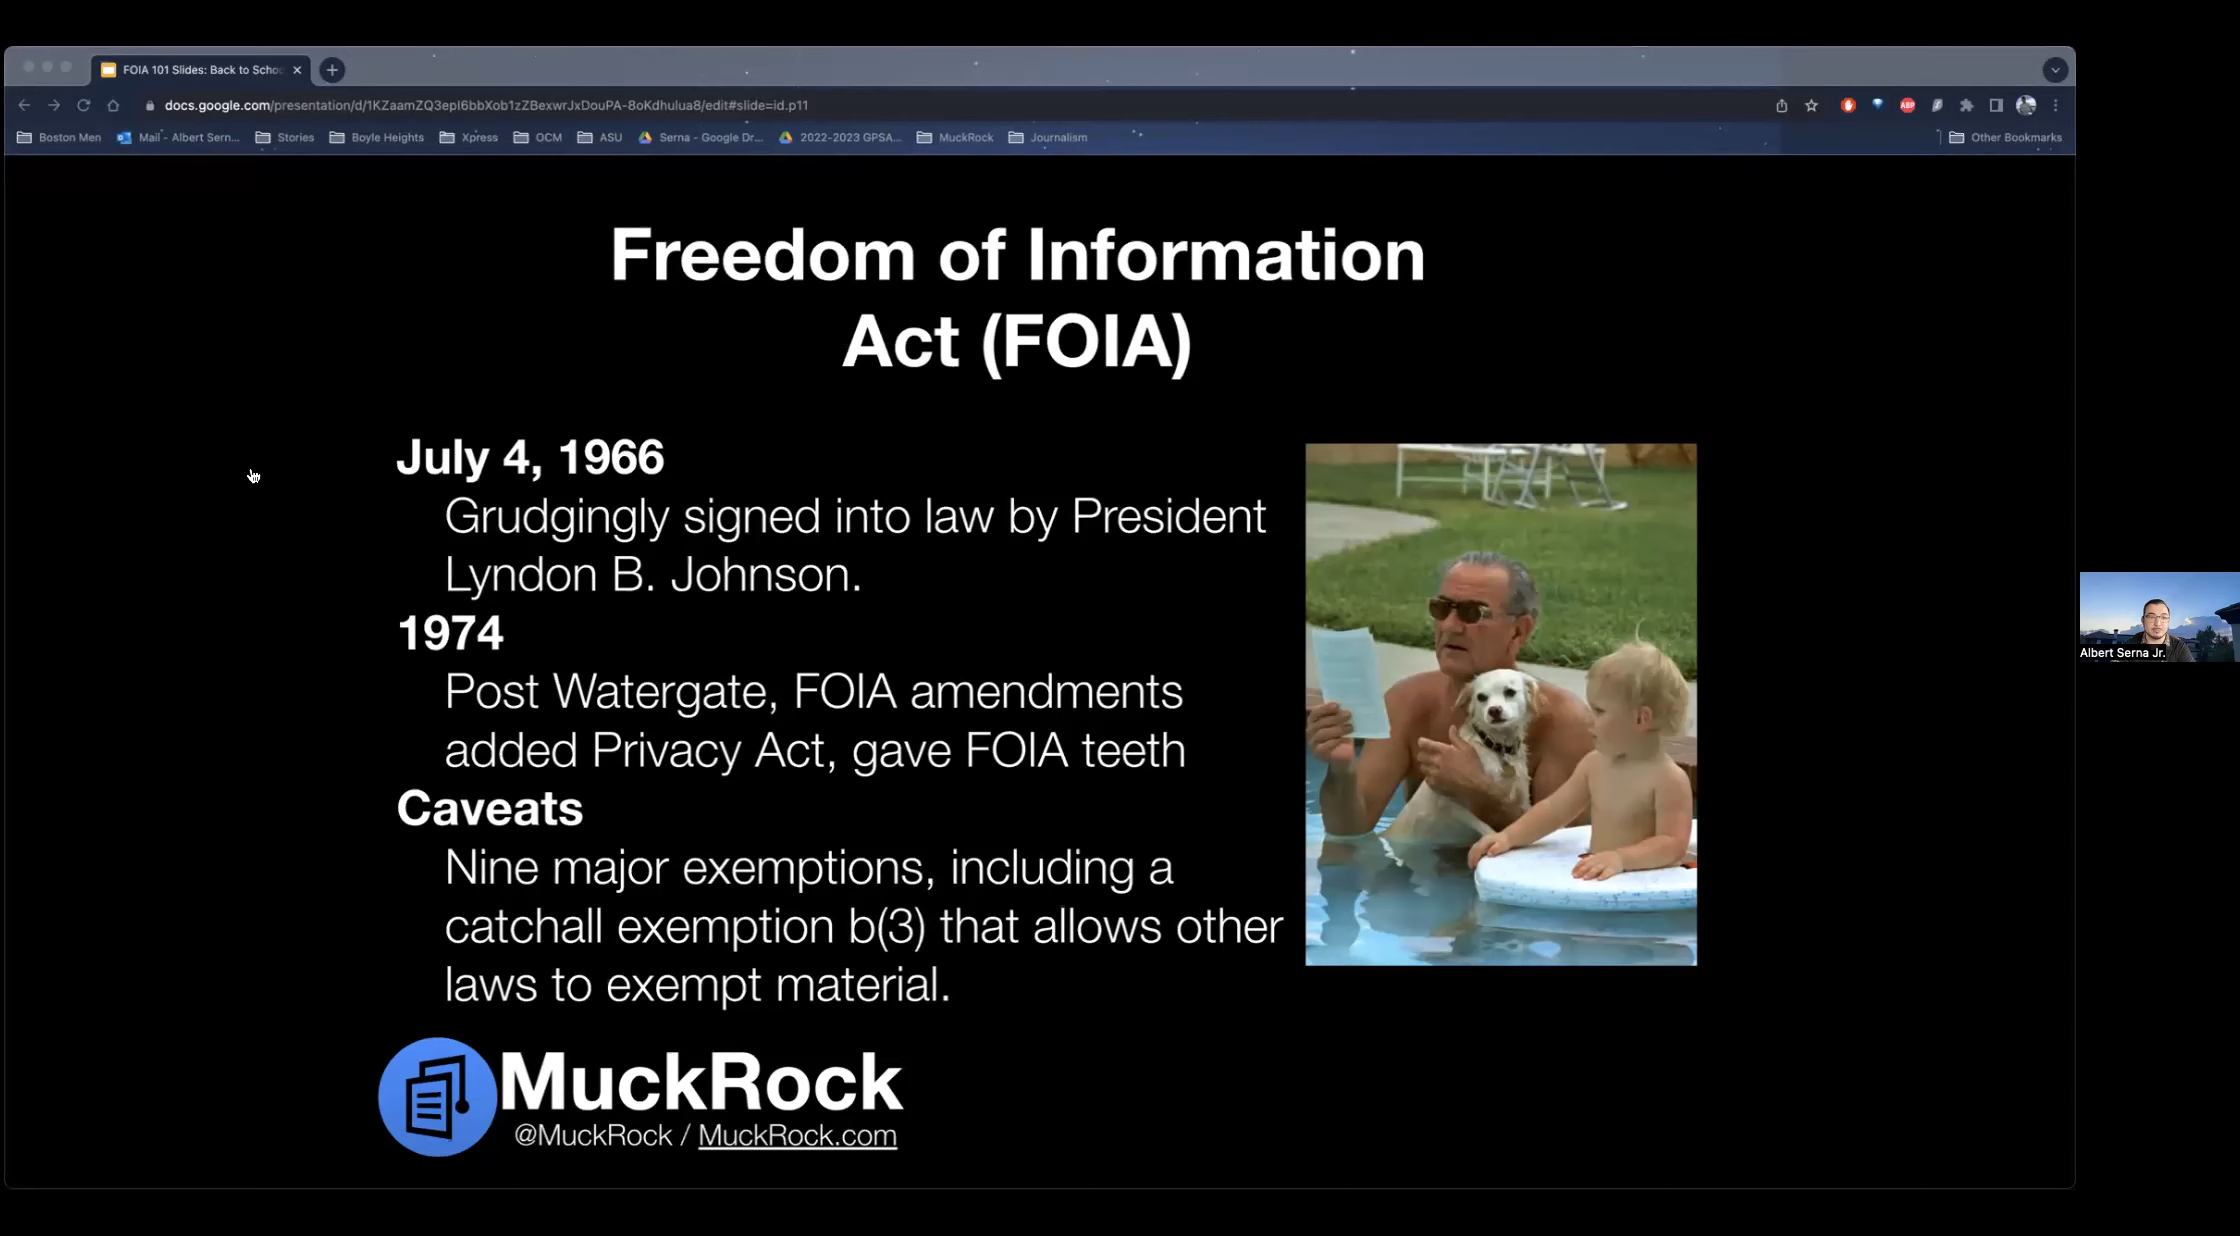 FOIA 101 Slides: Back to Schoo
docs.google.com/presentation/d/1KZaamZQ3epI6bbXob1zZBexwrJxDouPA-8oKdhulua8/edit#slide=id.p11
ABP
Boston Men
Mail - Albert Sern...
Stories
Boyle Heights
Xpress
OCM
ASU
Serna - Google Dr...
2022-2023 GPSA...
MuckRock
Journalism
Other Bookmarks
Freedom of Information
Act (FOIA)
July 4, 1966
Grudgingly signed into law by President
Lyndon B. Johnson.
1974
Post Watergate, FOIA amendments
added Privacy Act, gave FOIA teeth
Caveats
Nine major exemptions, including a
catchall exemption b(3) that allows other
laws to exempt material.
MuckRock
@MuckRock / MuckRock.com
Albert Serna Jr.